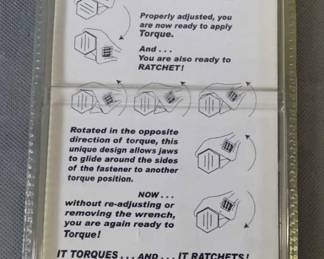 Properly adjusted, you
are now ready to apply
Torque.
And . . .
You are also ready to
RATCHET!
Rotated in the opposite
direction of torque, this
unique design allows jaws
to glide around the sides
of the fastener to another
torque position.
NOW . . .
without re-adjusting or
removing the wrench,
you are again ready to
Torque!
IT TORQUES . . . AND . . . IT RATCHETS!